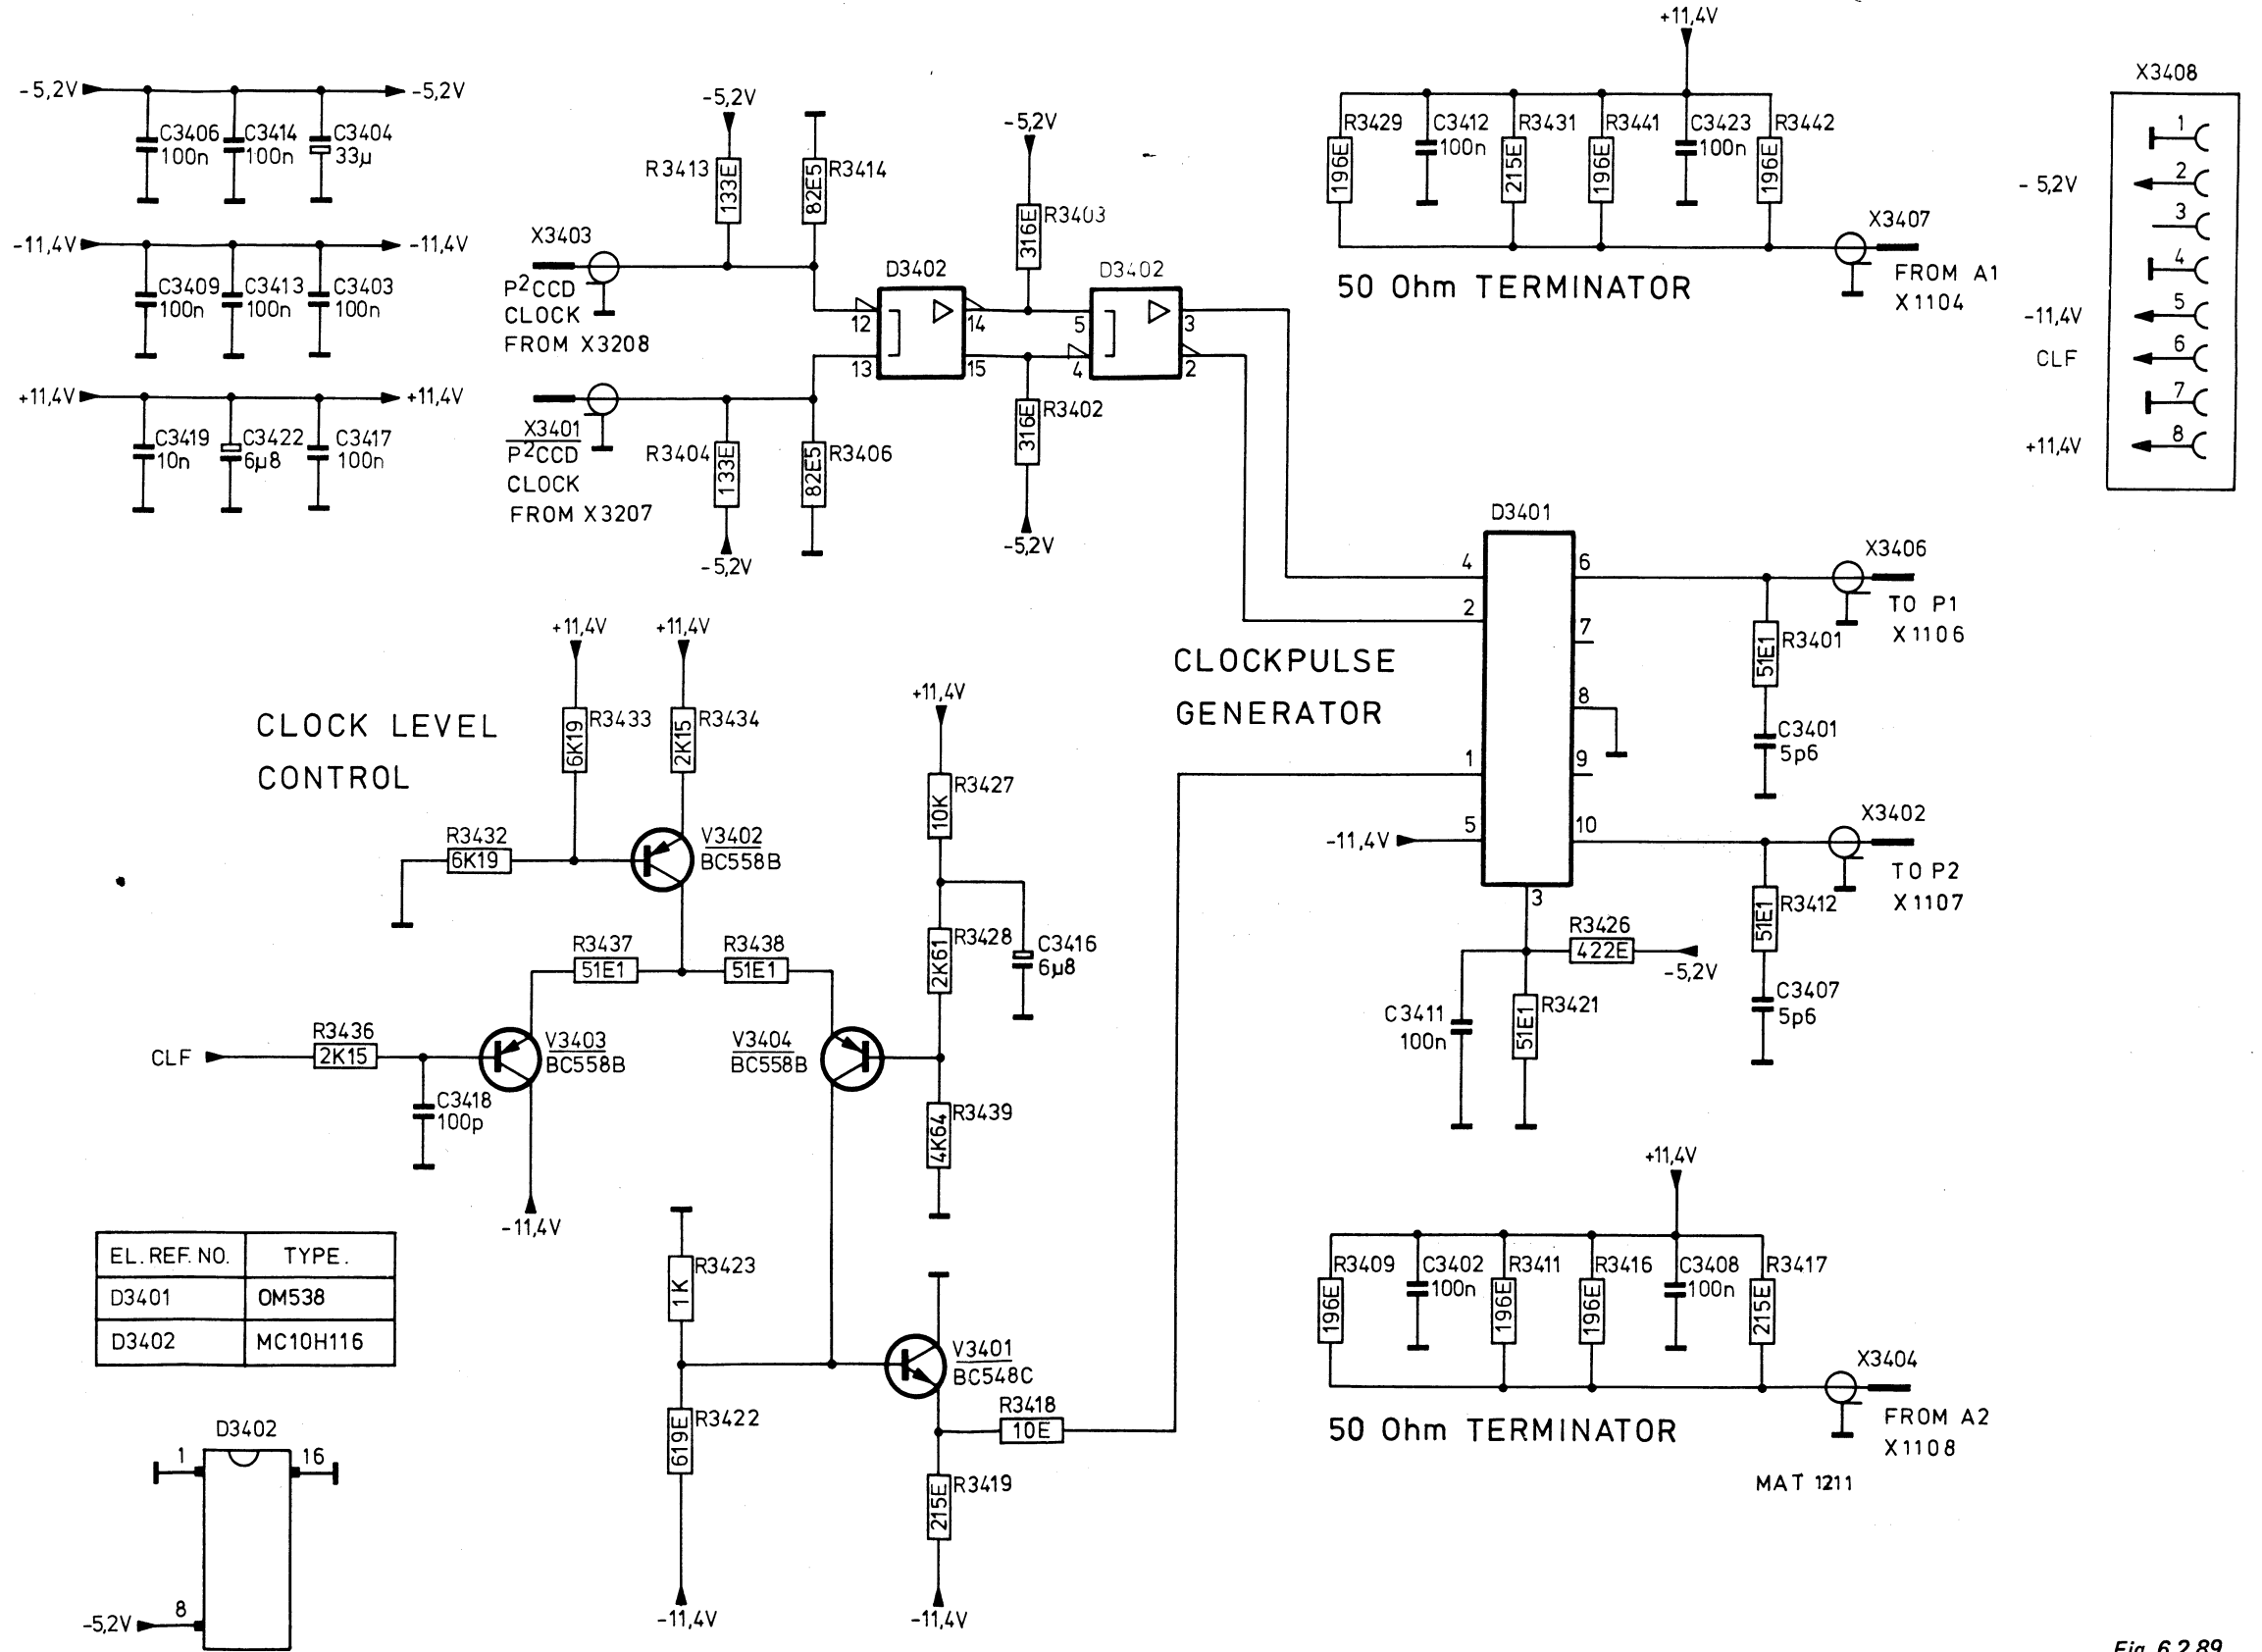 -5,2V
-5,2V
C3406
100n
C3414
100n
C3404
33µ
-11,4V
-11,4V
C3409
100n
C3413
100n
C3403
100n
+11,4V
+11,4V
C3419
10n
C3422
6µ8
C3417
100n
-5,2V
R3413
133E
82E5
R3414
X3403
P²CCD
CLOCK
FROM X3208
X3401
P²CCD
CLOCK
FROM X3207
R3404
133E
82E5
R3406
-5,2V
D3402
12
13
14
15
-5,2V
316E
R3403
316E
R3402
-5,2V
D3402
5
4
3
2
+11,4V
R3429
196E
C3412
100n
R3431
215E
R3441
196E
C3423
100n
R3442
196E
X3407
FROM A1
X1104
50 Ohm TERMINATOR
X3408
1
- 5,2V
2
3
4
-11,4V
5
CLF
6
7
+11,4V
8
D3401
4
2
1
5
6
7
8
9
10
3
X3406
TO P1
X1106
R3401
51E1
C3401
5p6
X3402
TO P2
X1107
R3412
51E1
C3407
5p6
CLOCKPULSE
GENERATOR
-11,4V
R3426
422E
-5,2V
C3411
100n
R3421
51E1
CLOCK LEVEL
CONTROL
+11,4V
+11,4V
R3433
6K19
R3434
2K15
R3432
6K19
V3402
BC558B
+11,4V
R3427
10K
R3428
2K61
C3416
6µ8
R3437
51E1
R3438
51E1
CLF
R3436
2K15
V3403
BC558B
V3404
BC558B
C3418
100p
R3439
4K64
-11,4V
R3423
1K
V3401
BC548C
R3422
619E
R3418
10E
R3419
215E
-11,4V
-11,4V
EL. REF. NO. TYPE.
D3401 OM538
D3402 MC10H116
D3402
1
16
-5,2V
8
+11,4V
R3409
196E
C3402
100n
R3411
196E
R3416
196E
C3408
100n
R3417
215E
X3404
FROM A2
X1108
50 Ohm TERMINATOR
MAT 1211
Fig. 6.2.89